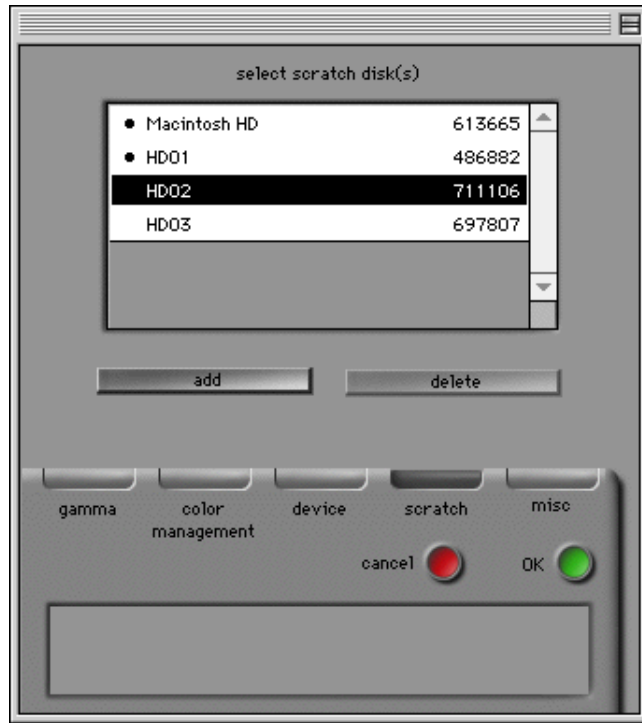 select scratch disk(s)
• Macintosh HD 613665
• HD01 486882
HD02 711106
HD03 697807
add delete
gamma color management device scratch misc
cancel OK